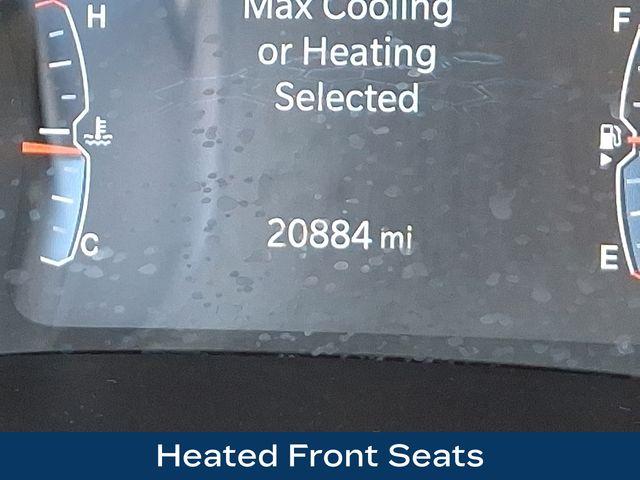 H
F
Max Cooling
or Heating
Selected
20884 mi
C
E
Heated Front Seats